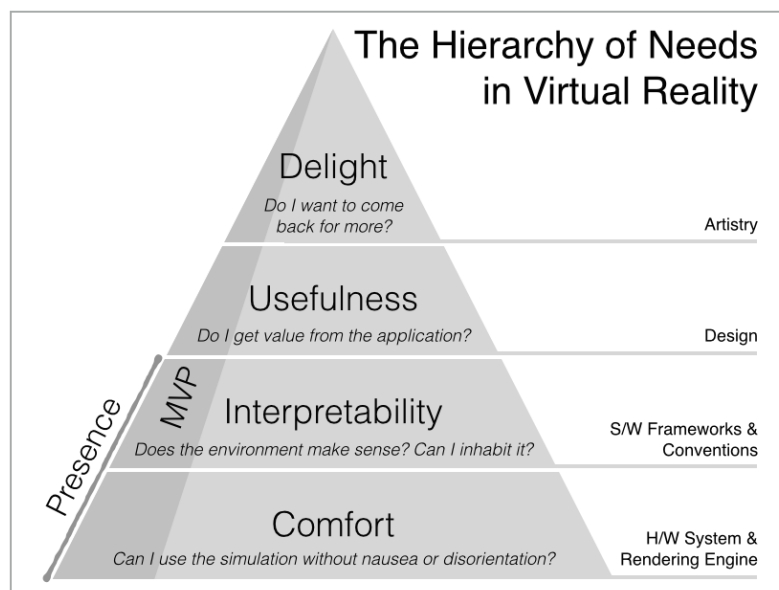 The Hierarchy of Needs
in Virtual Reality
Delight
Do I want to come
back for more?
Artistry
Usefulness
Do I get value from the application?
Design
Presence
MVP
Interpretability
Does the environment make sense? Can I inhabit it?
S/W Frameworks &
Conventions
Comfort
Can I use the simulation without nausea or disorientation?
H/W System &
Rendering Engine